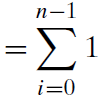 = \sum_{i=0}^{n-1} 1